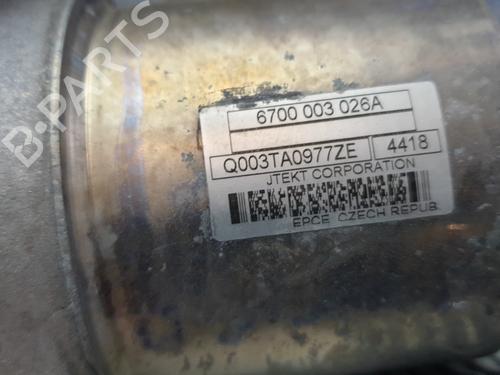 B-PARTS
6700 003 026A
Q003TA0977ZE 4418
JTEKT CORPORATION
EPCE CZECH REPUB